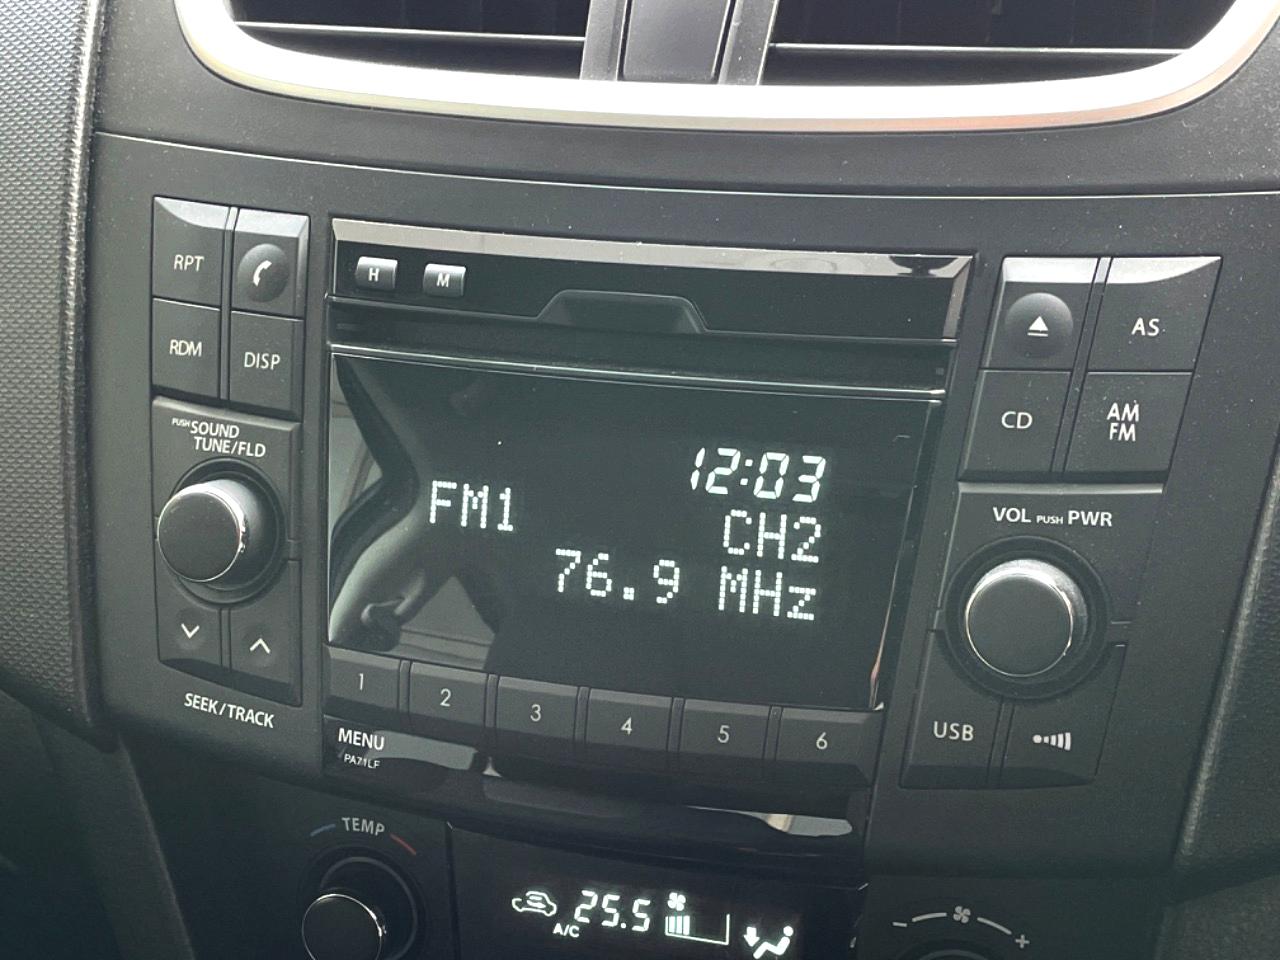 RPT
RDM
DISP
H
M
AS
CD
AM
FM
PUSH SOUND
TUNE/FLD
12:03
FM1
CH2
76.9 MHz
VOL PUSH PWR
SEEK/TRACK
1
2
3
4
5
6
USB
MENU
PA71LF
TEMP
25.5
A/C
- +